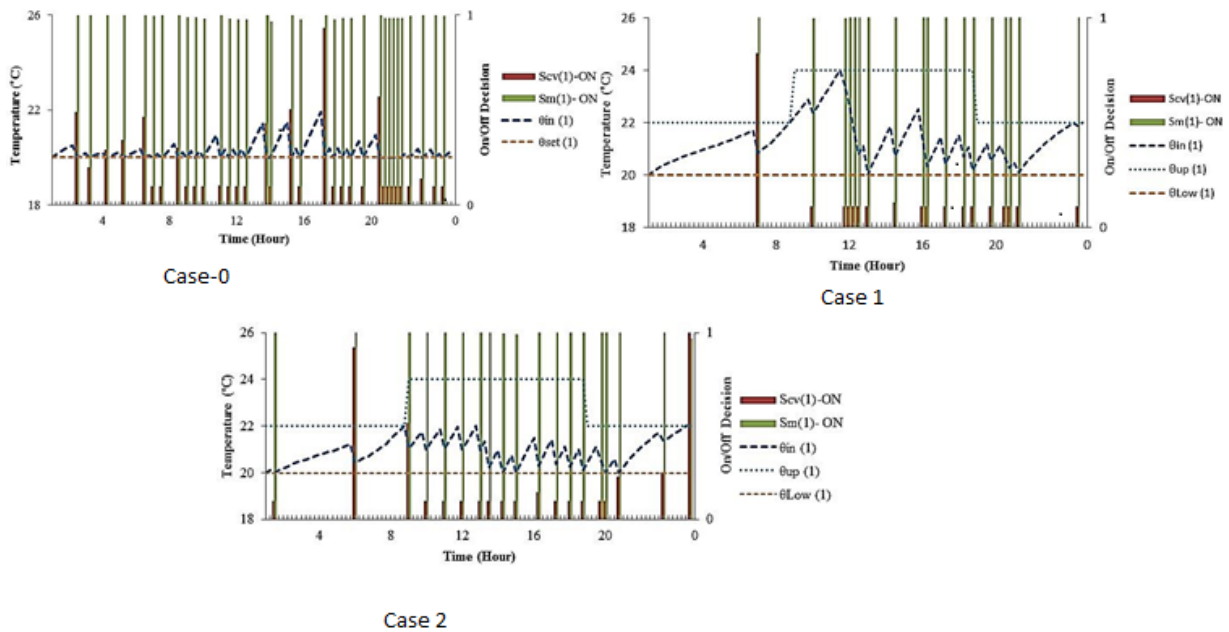 26
22
18
Temperature (°C)
4
8
12
16
20
0
Time (Hour)
1
0
On/Off Decision
Scv(1)-ON
Sm(1)- ON
θin (1)
θset (1)
Case-0
26
24
22
20
18
Temperature (°C)
4
8
12
16
20
0
Time (Hour)
1
0
On/Off Decision
Scv(1)-ON
Sm(1)- ON
θin (1)
θup (1)
θLow (1)
Case 1
26
24
22
20
18
Temperature (°C)
4
8
12
16
20
0
Time (Hour)
1
0
On/Off Decision
Scv(1)-ON
Sm(1)- ON
θin (1)
θup (1)
θLow (1)
Case 2